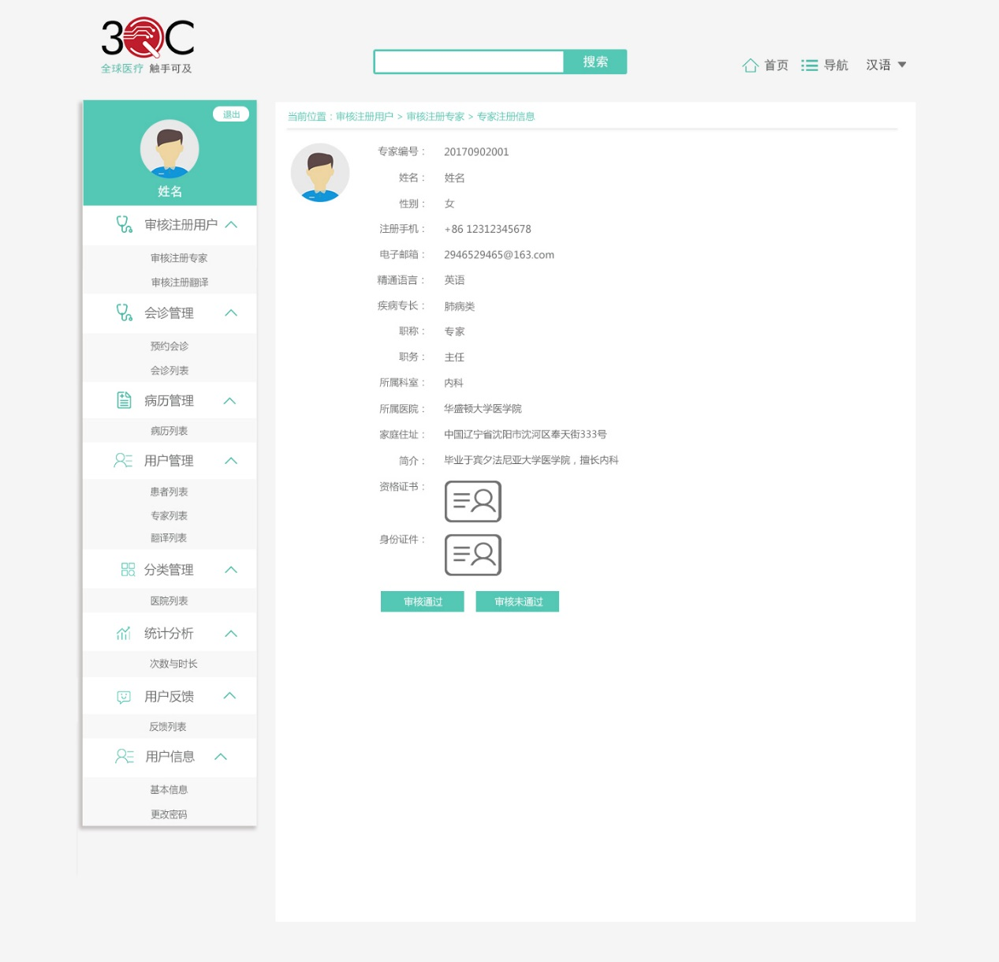 3QC
全球医疗 触手可及
搜索
首页 导航 汉语
退出
姓名
审核注册用户
审核注册专家
审核注册翻译
会诊管理
预约会诊
会诊列表
病历管理
病历列表
用户管理
患者列表
专家列表
翻译列表
分类管理
医院列表
统计分析
次数与时长
用户反馈
反馈列表
用户信息
基本信息
更改密码
当前位置：审核注册用户 > 审核注册专家 > 专家注册信息
专家编号： 20170902001
姓名： 姓名
性别： 女
注册手机： +86 12312345678
电子邮箱： 2946529465@163.com
精通语言： 英语
疾病专长： 肺病类
职称： 专家
职务： 主任
所属科室： 内科
所属医院： 华盛顿大学医学院
家庭住址： 中国辽宁省沈阳市沈河区奉天街333号
简介： 毕业于宾夕法尼亚大学医学院，擅长内科
资格证书：
身份证件：
审核通过 审核未通过